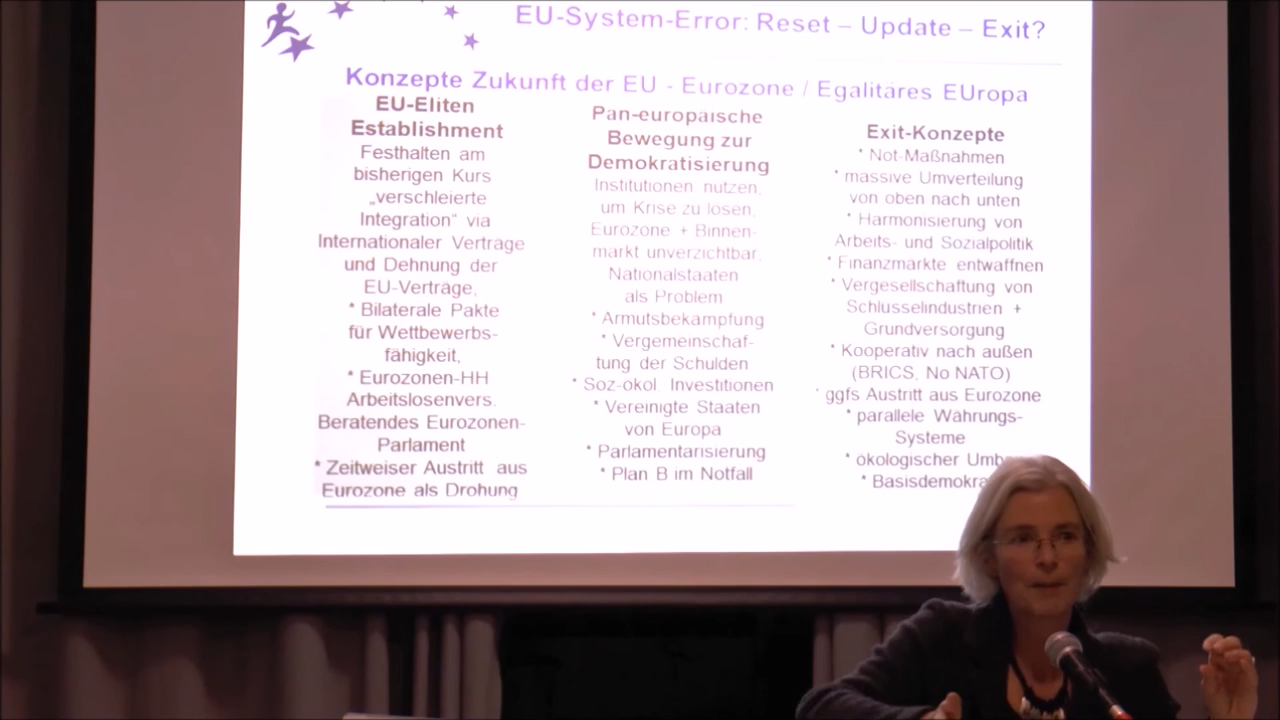 EU-System-Error: Reset – Update – Exit?
Konzepte Zukunft der EU - Eurozone / Egalitäres EUropa
EU-Eliten
Establishment
Festhalten am
bisherigen Kurs
„verschleierte
Integration“ via
Internationaler Verträge
und Dehnung der
EU-Verträge,
* Bilaterale Pakte
für Wettbewerbs-
fähigkeit,
* Eurozonen-HH
Arbeitslosenvers.
Beratendes Eurozonen-
Parlament
* Zeitweiser Austritt aus
Eurozone als Drohung
Pan-europäische
Bewegung zur
Demokratisierung
Institutionen nutzen,
um Krise zu lösen,
Eurozone + Binnen-
markt unverzichtbar,
Nationalstaaten
als Problem
* Armutsbekämpfung
* Vergemeinschaf-
tung der Schulden
* Soz-ökol. Investitionen
* Vereinigte Staaten
von Europa
* Parlamentarisierung
* Plan B im Notfall
Exit-Konzepte
* Not-Maßnahmen
* massive Umverteilung
von oben nach unten
* Harmonisierung von
Arbeits- und Sozialpolitik
* Finanzmärkte entwaffnen
* Vergesellschaftung von
Schlüsselindustrien +
Grundversorgung
* Kooperativ nach außen
(BRICS, No NATO)
* ggfs Austritt aus Eurozone
* parallele Währungs-
Systeme
* ökologischer Umb
* Basisdemokra